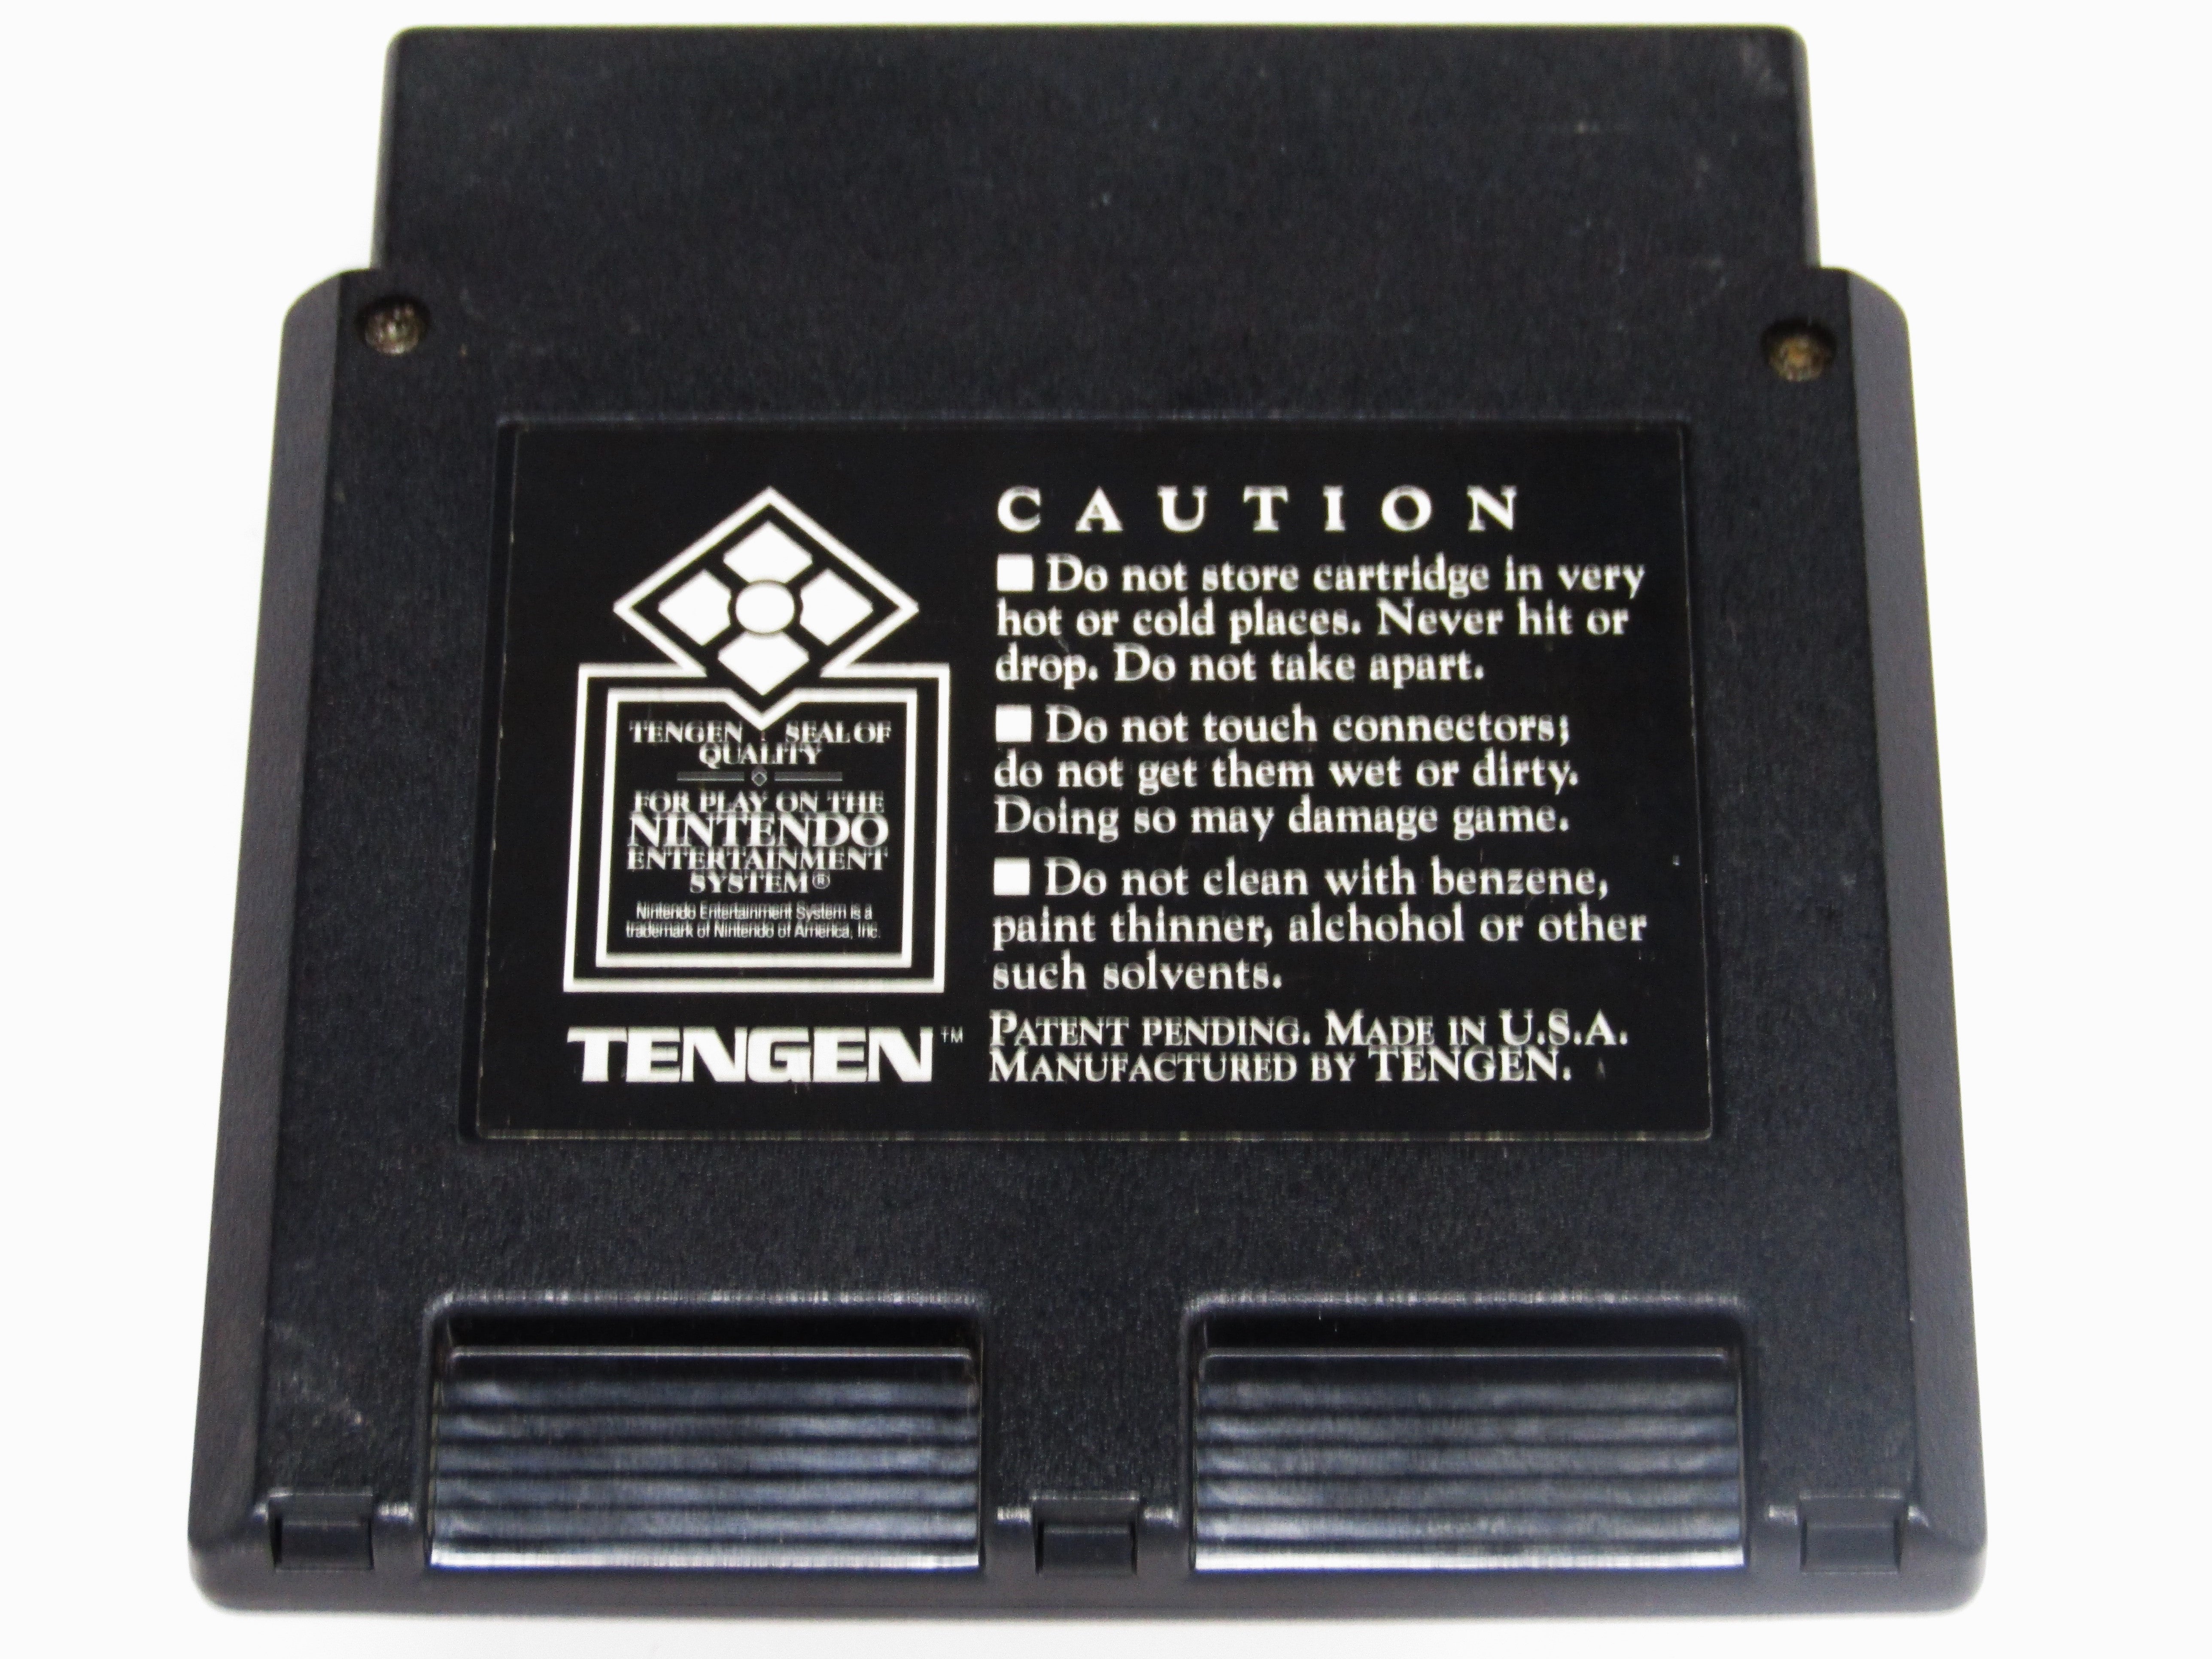 TENGEN SEAL OF
QUALITY
FOR PLAY ON THE
NINTENDO
ENTERTAINMENT
SYSTEM®
Nintendo Entertainment System is a
trademark of Nintendo of America, Inc.
TENGEN™
CAUTION
Do not store cartridge in very
hot or cold places. Never hit or
drop. Do not take apart.
Do not touch connectors;
do not get them wet or dirty.
Doing so may damage game.
Do not clean with benzene,
paint thinner, alchohol or other
such solvents.
PATENT PENDING. MADE IN U.S.A.
MANUFACTURED BY TENGEN.